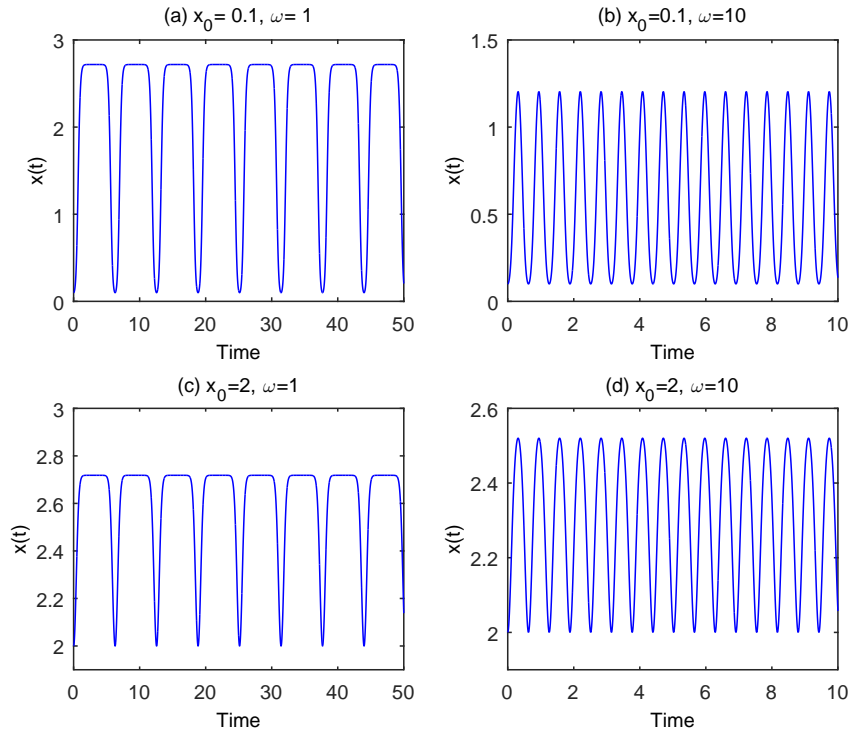 (a) x₀= 0.1, ω= 1
3
2
1
0
x(t)
0 10 20 30 40 50
Time
(b) x₀=0.1, ω=10
1.5
1
0.5
0
x(t)
0 2 4 6 8 10
Time
(c) x₀=2, ω=1
3
2.8
2.6
2.4
2.2
2
x(t)
0 10 20 30 40 50
Time
(d) x₀=2, ω=10
2.6
2.4
2.2
2
x(t)
0 2 4 6 8 10
Time